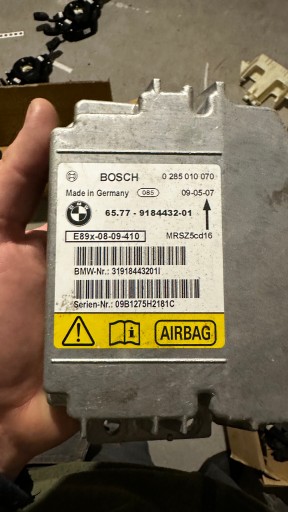 BOSCH 0 285 010 070
Made in Germany 085 09-05-07
65.77 - 9184432-01
E89x-08-09-410 MRSZ5cd16
BMW-Nr.: 31918443201I
Serien-Nr.: 09B1275H2181C
AIRBAG